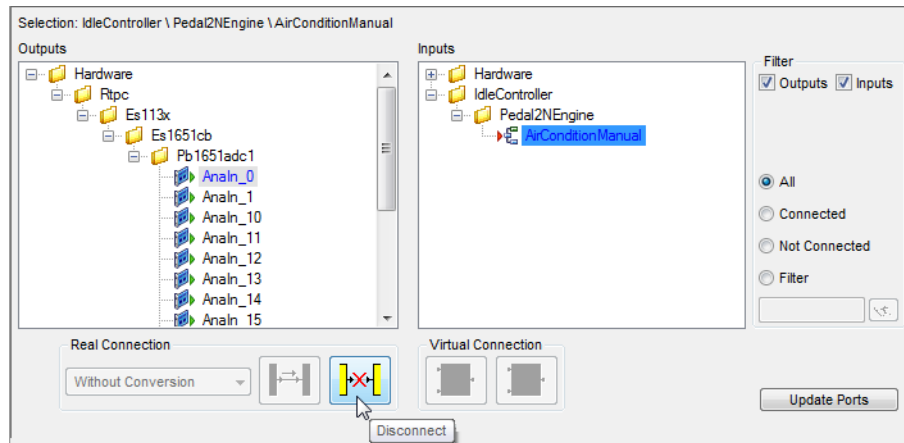 Selection: IdleController \ Pedal2NEngine \ AirConditionManual
Outputs
Hardware
Rtpc
Es113x
Es1651cb
Pb1651adc1
AnaIn_0
AnaIn_1
AnaIn_10
AnaIn_11
AnaIn_12
AnaIn_13
AnaIn_14
AnaIn_15
Inputs
Hardware
IdleController
Pedal2NEngine
AirConditionManual
Filter
Outputs Inputs
All
Connected
Not Connected
Filter
Real Connection
Without Conversion
Virtual Connection
Disconnect
Update Ports